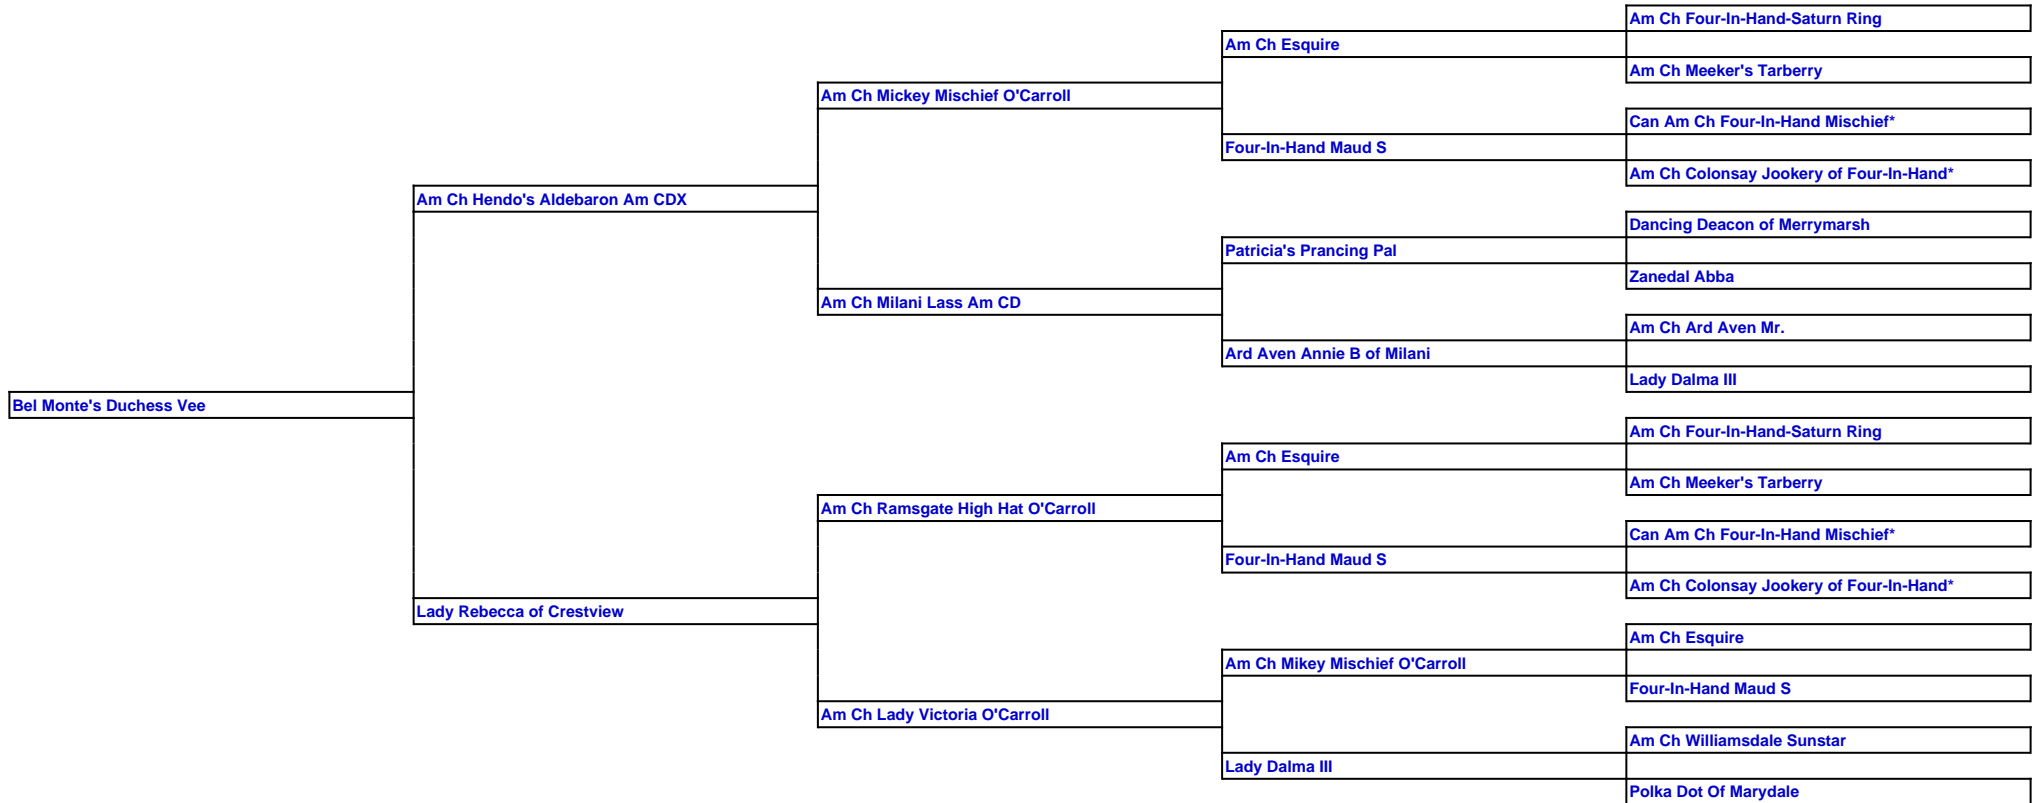 Am Ch Four-In-Hand-Saturn Ring
Am Ch Esquire
Am Ch Meeker's Tarberry
Am Ch Mickey Mischief O'Carroll
Can Am Ch Four-In-Hand Mischief*
Four-In-Hand Maud S
Am Ch Colonsay Jookery of Four-In-Hand*
Am Ch Hendo's Aldebaron Am CDX
Dancing Deacon of Merrymarsh
Patricia's Prancing Pal
Zanedal Abba
Am Ch Milani Lass Am CD
Am Ch Ard Aven Mr.
Ard Aven Annie B of Milani
Lady Dalma III
Bel Monte's Duchess Vee
Am Ch Four-In-Hand-Saturn Ring
Am Ch Esquire
Am Ch Meeker's Tarberry
Am Ch Ramsgate High Hat O'Carroll
Can Am Ch Four-In-Hand Mischief*
Four-In-Hand Maud S
Am Ch Colonsay Jookery of Four-In-Hand*
Lady Rebecca of Crestview
Am Ch Esquire
Am Ch Mikey Mischief O'Carroll
Four-In-Hand Maud S
Am Ch Lady Victoria O'Carroll
Am Ch Williamsdale Sunstar
Lady Dalma III
Polka Dot Of Marydale